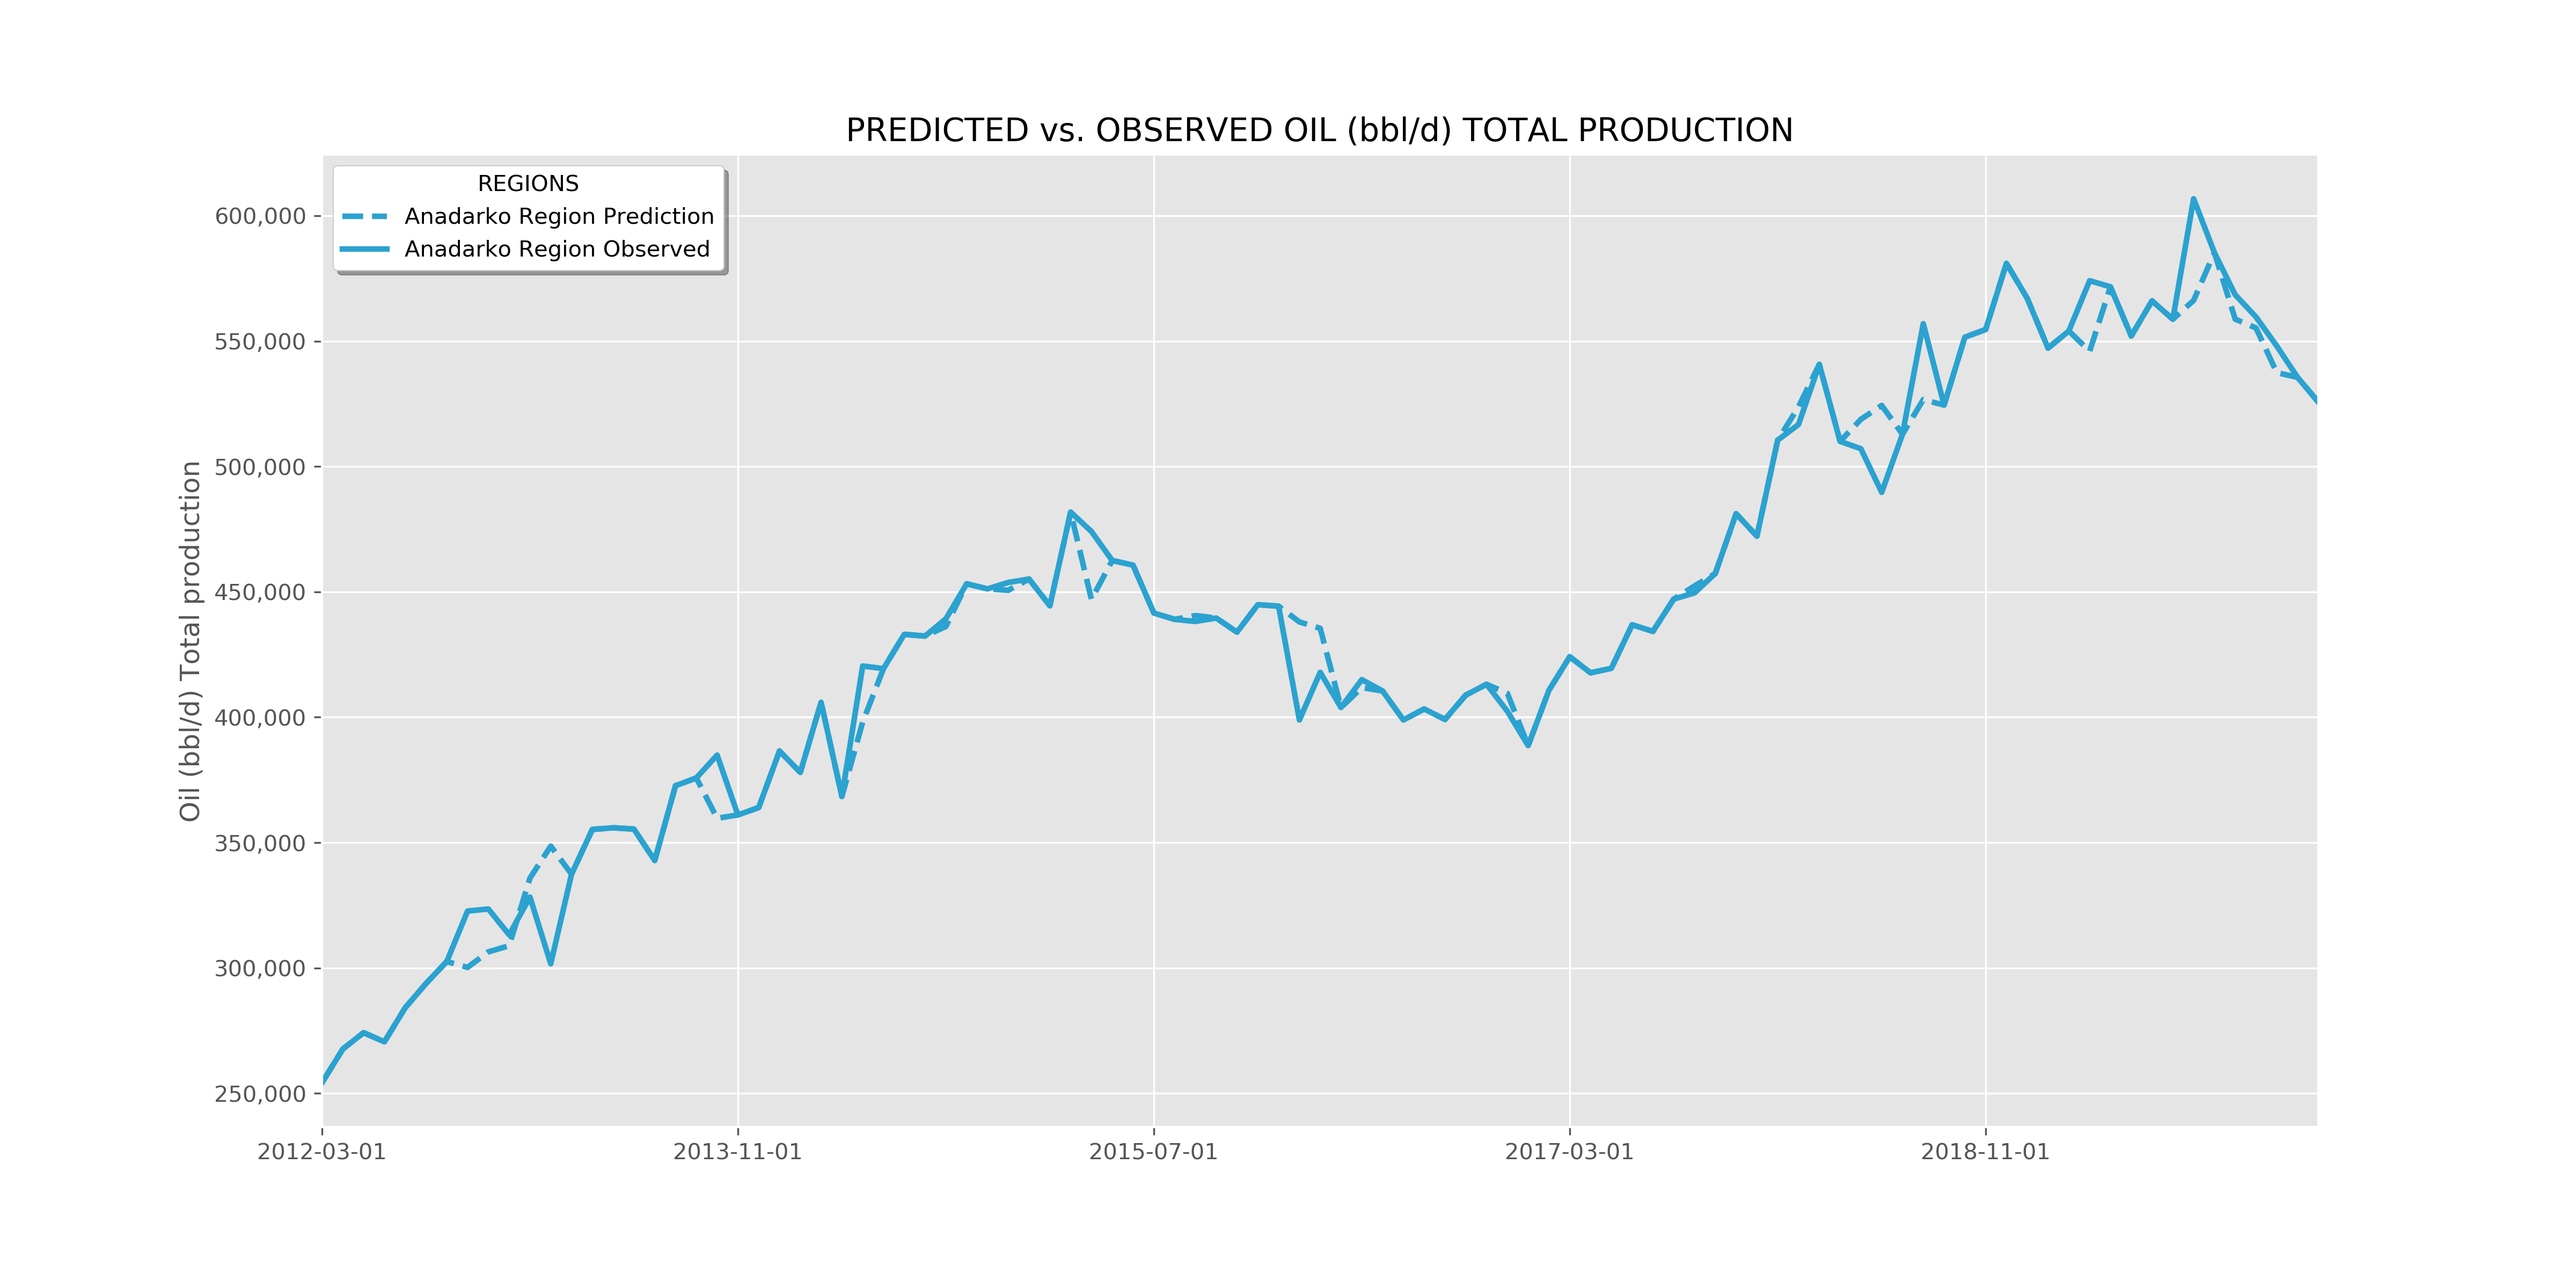 PREDICTED vs. OBSERVED OIL (bbl/d) TOTAL PRODUCTION
REGIONS
Anadarko Region Prediction
Anadarko Region Observed
Oil (bbl/d) Total production
600,000
550,000
500,000
450,000
400,000
350,000
300,000
250,000
2012-03-01 2013-11-01 2015-07-01 2017-03-01 2018-11-01